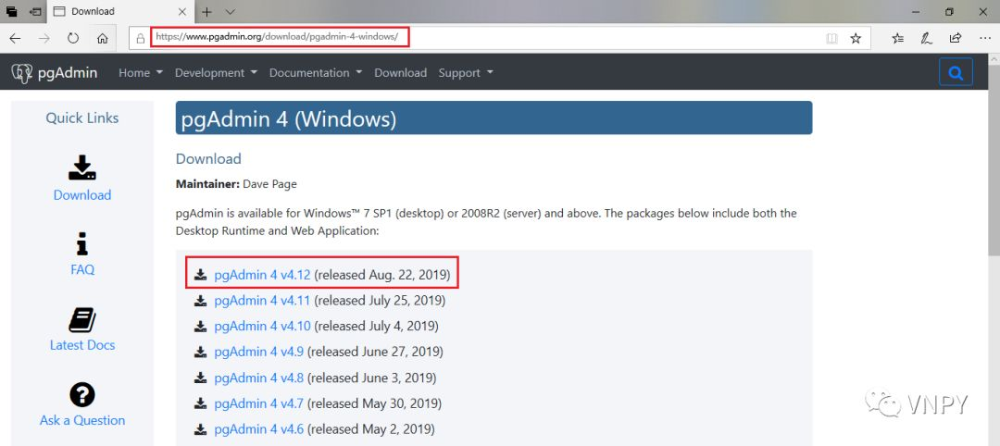 Download
https://www.pgadmin.org/download/pgadmin-4-windows/
pgAdmin Home Development Documentation Download Support
Quick Links
Download
FAQ
Latest Docs
Ask a Question
pgAdmin 4 (Windows)
Download
Maintainer: Dave Page
pgAdmin is available for Windows™ 7 SP1 (desktop) or 2008R2 (server) and above. The packages below include both the
Desktop Runtime and Web Application:
pgAdmin 4 v4.12 (released Aug. 22, 2019)
pgAdmin 4 v4.11 (released July 25, 2019)
pgAdmin 4 v4.10 (released July 4, 2019)
pgAdmin 4 v4.9 (released June 27, 2019)
pgAdmin 4 v4.8 (released June 3, 2019)
pgAdmin 4 v4.7 (released May 30, 2019)
pgAdmin 4 v4.6 (released May 2, 2019)
VNPY